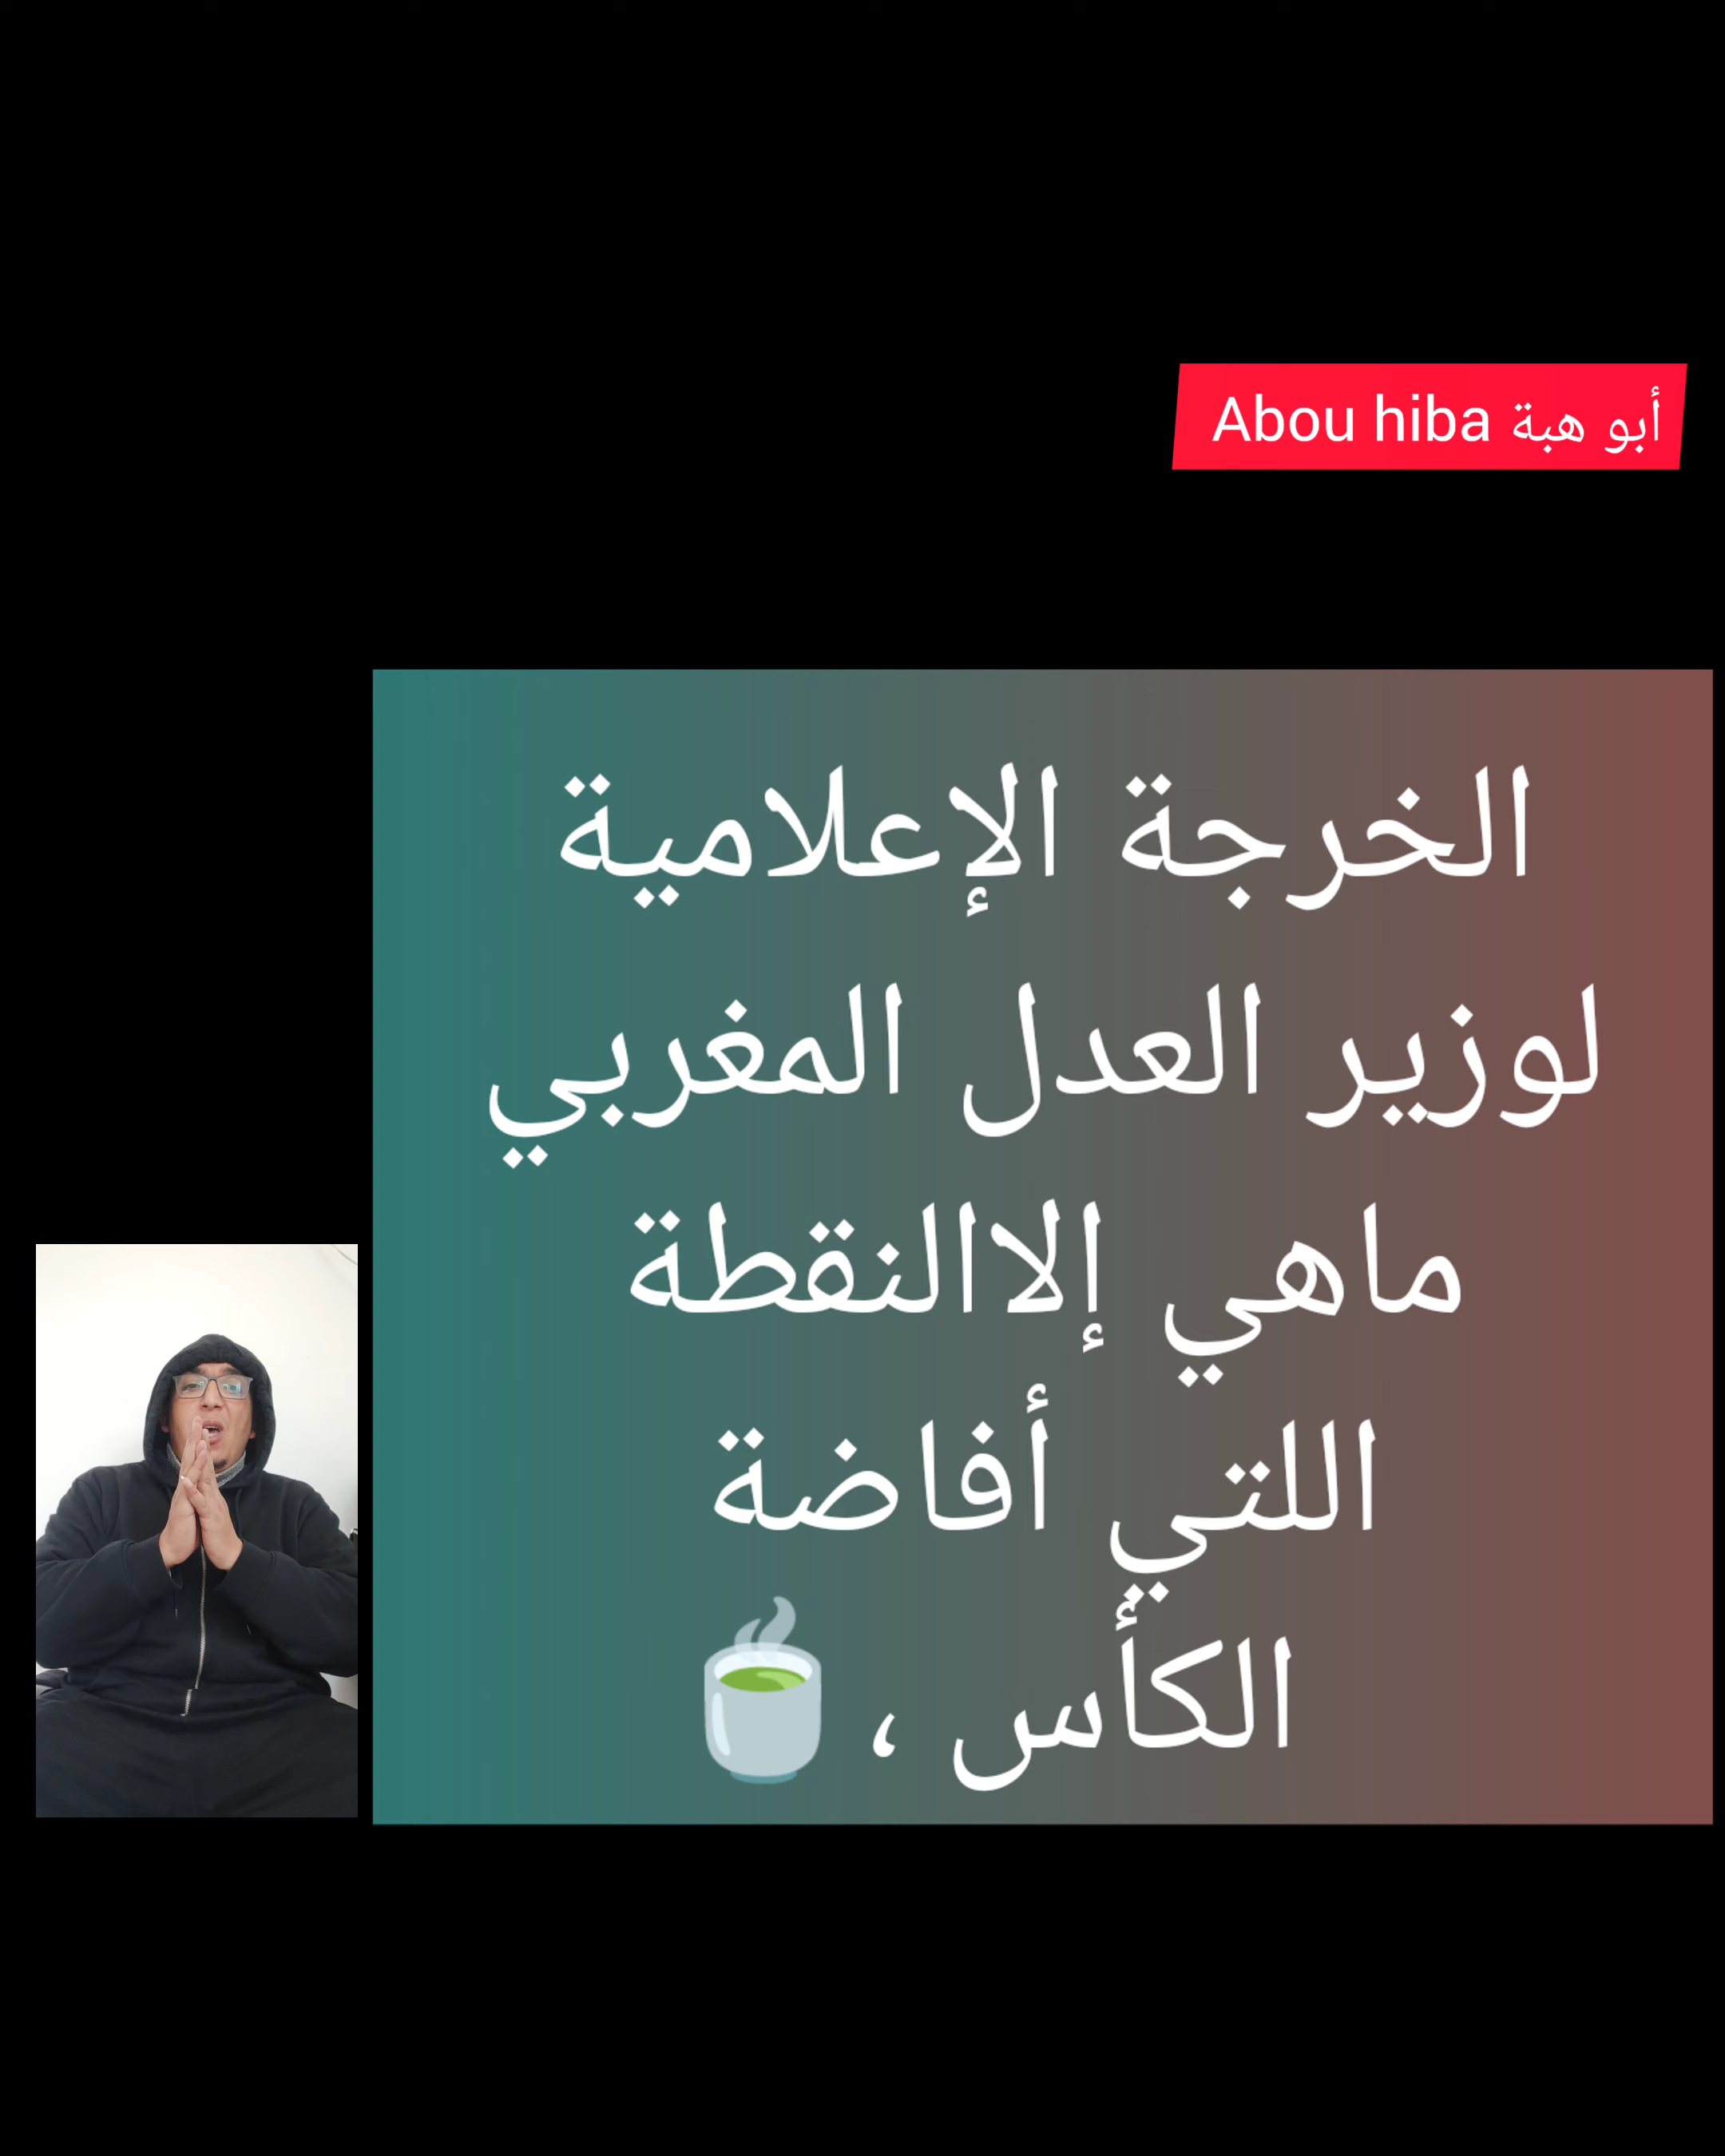 Abou hiba أبو هبة
الخرجة الإعلامية
لوزير العدل المغربي
ماهي إلاالنقطة
اللتي أفاضة
الكأس ، 🍵